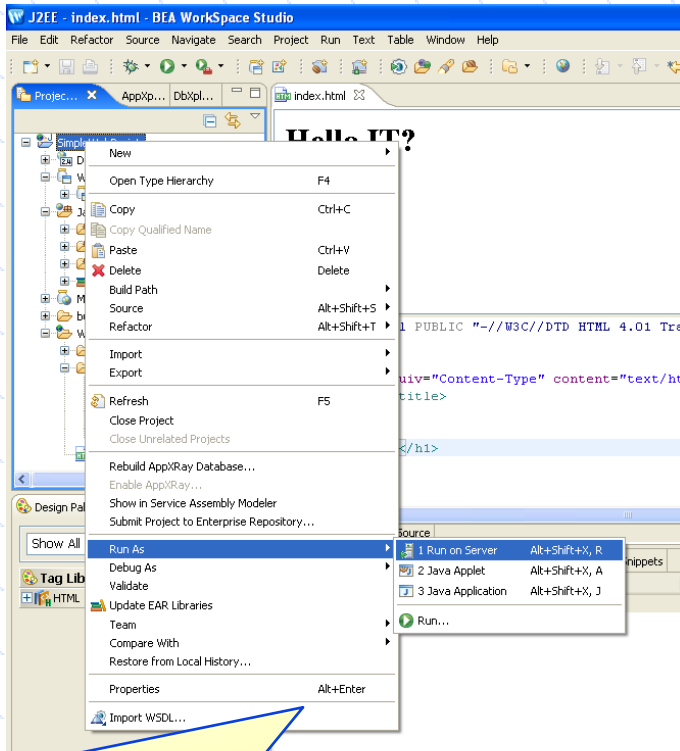 J2EE - index.html - BEA WorkSpace Studio
File Edit Refactor Source Navigate Search Project Run Text Table Window Help
Projec... AppXp... DbXpl... index.html
Hello IT?
New
Open Type Hierarchy F4
Copy Ctrl+C
Copy Qualified Name
Paste Ctrl+V
Delete Delete
Build Path
Source Alt+Shift+S
Refactor Alt+Shift+T
l PUBLIC "-//W3C//DTD HTML 4.01 Tra
Import
Export
uiv="Content-Type" content="text/ht
title>
Refresh F5
Close Project
Close Unrelated Projects
</h1>
Rebuild AppXRay Database...
Enable AppXRay...
Show in Service Assembly Modeler
Submit Project to Enterprise Repository...
Design Pal
Show All
Source
Run As
1 Run on Server Alt+Shift+X, R
Debug As
2 Java Applet Alt+Shift+X, A
nippets
Validate
3 Java Application Alt+Shift+X, J
Tag Lib
HTML
Update EAR Libraries
Team
Run...
Compare With
Restore from Local History...
Properties Alt+Enter
Import WSDL...